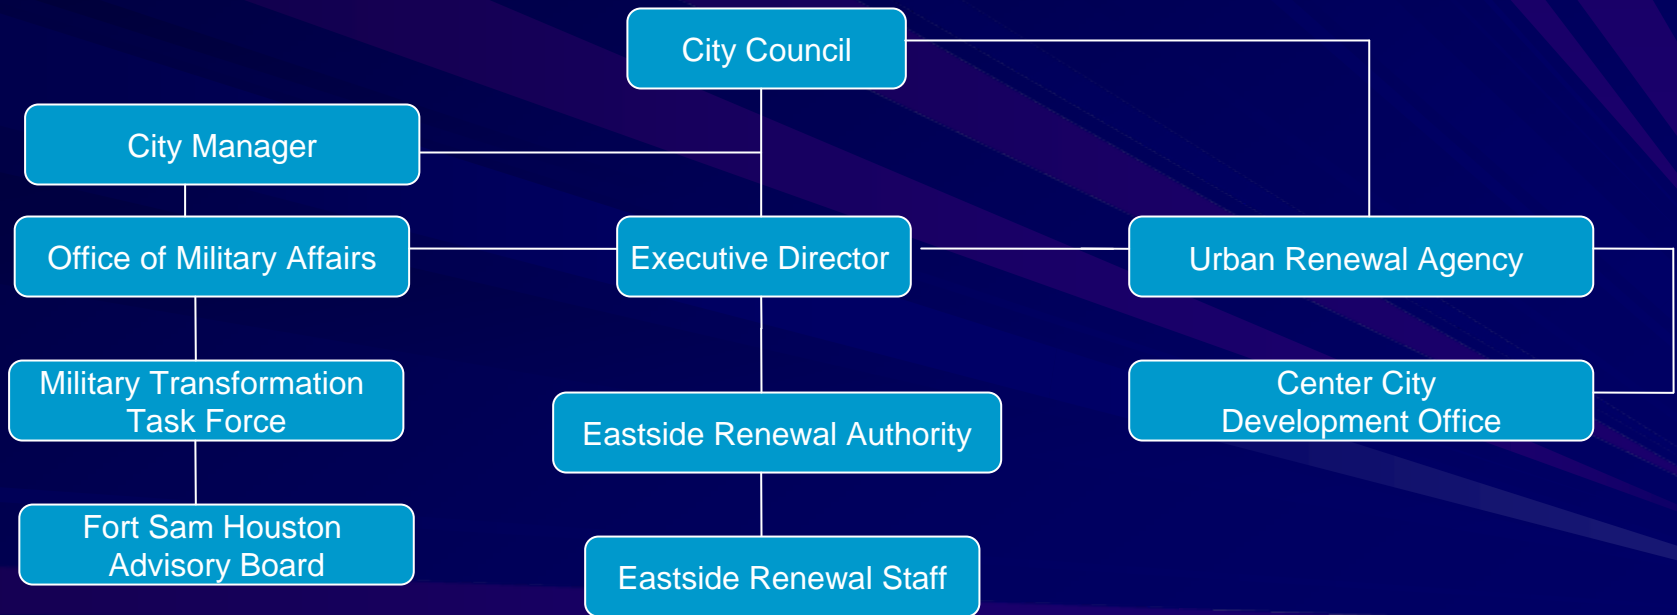 City Council
City Manager
Office of Military Affairs
Executive Director
Urban Renewal Agency
Military Transformation
Task Force
Eastside Renewal Authority
Center City
Development Office
Fort Sam Houston
Advisory Board
Eastside Renewal Staff